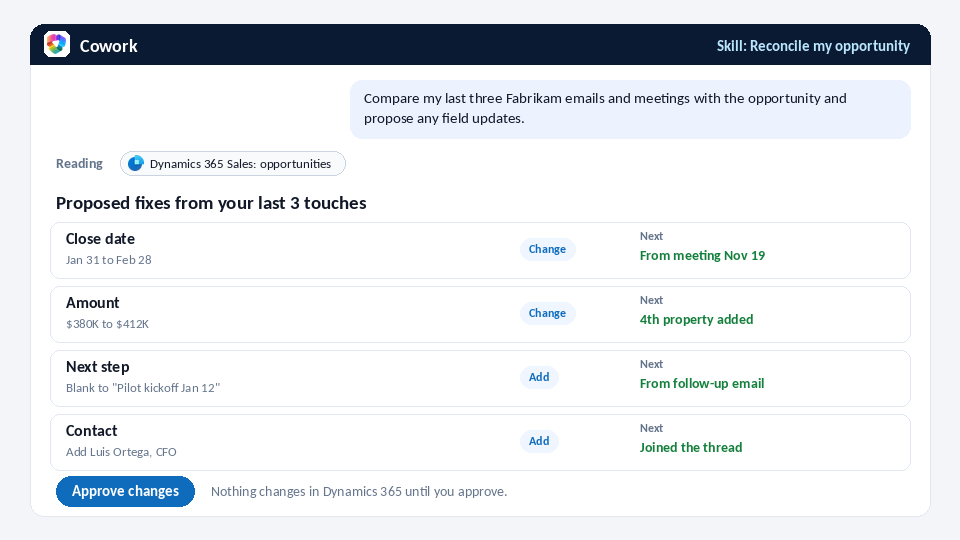 Cowork
Skill: Reconcile my opportunity
Compare my last three Fabrikam emails and meetings with the opportunity and
propose any field updates.
Reading
Dynamics 365 Sales: opportunities
Proposed fixes from your last 3 touches
Close date
Jan 31 to Feb 28
Change
Next
From meeting Nov 19
Amount
$380K to $412K
Change
Next
4th property added
Next step
Blank to "Pilot kickoff Jan 12"
Add
Next
From follow-up email
Contact
Add Luis Ortega, CFO
Add
Next
Joined the thread
Approve changes
Nothing changes in Dynamics 365 until you approve.